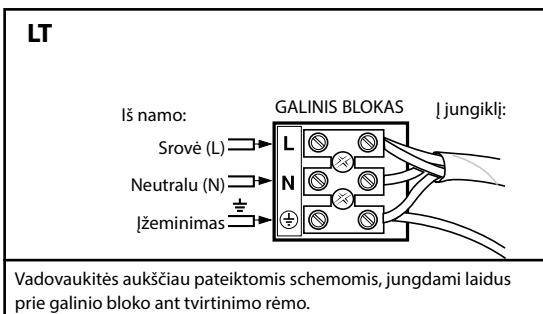 LT
GALINIS BLOKAS
Iš namo:
Į jungiklį:
Srovė (L)
L
Neutralu (N)
N
Įžeminimas
Vadovaukitės aukščiau pateiktomis schemomis, jungdami laidus
prie galinio bloko ant tvirtinimo rėmo.